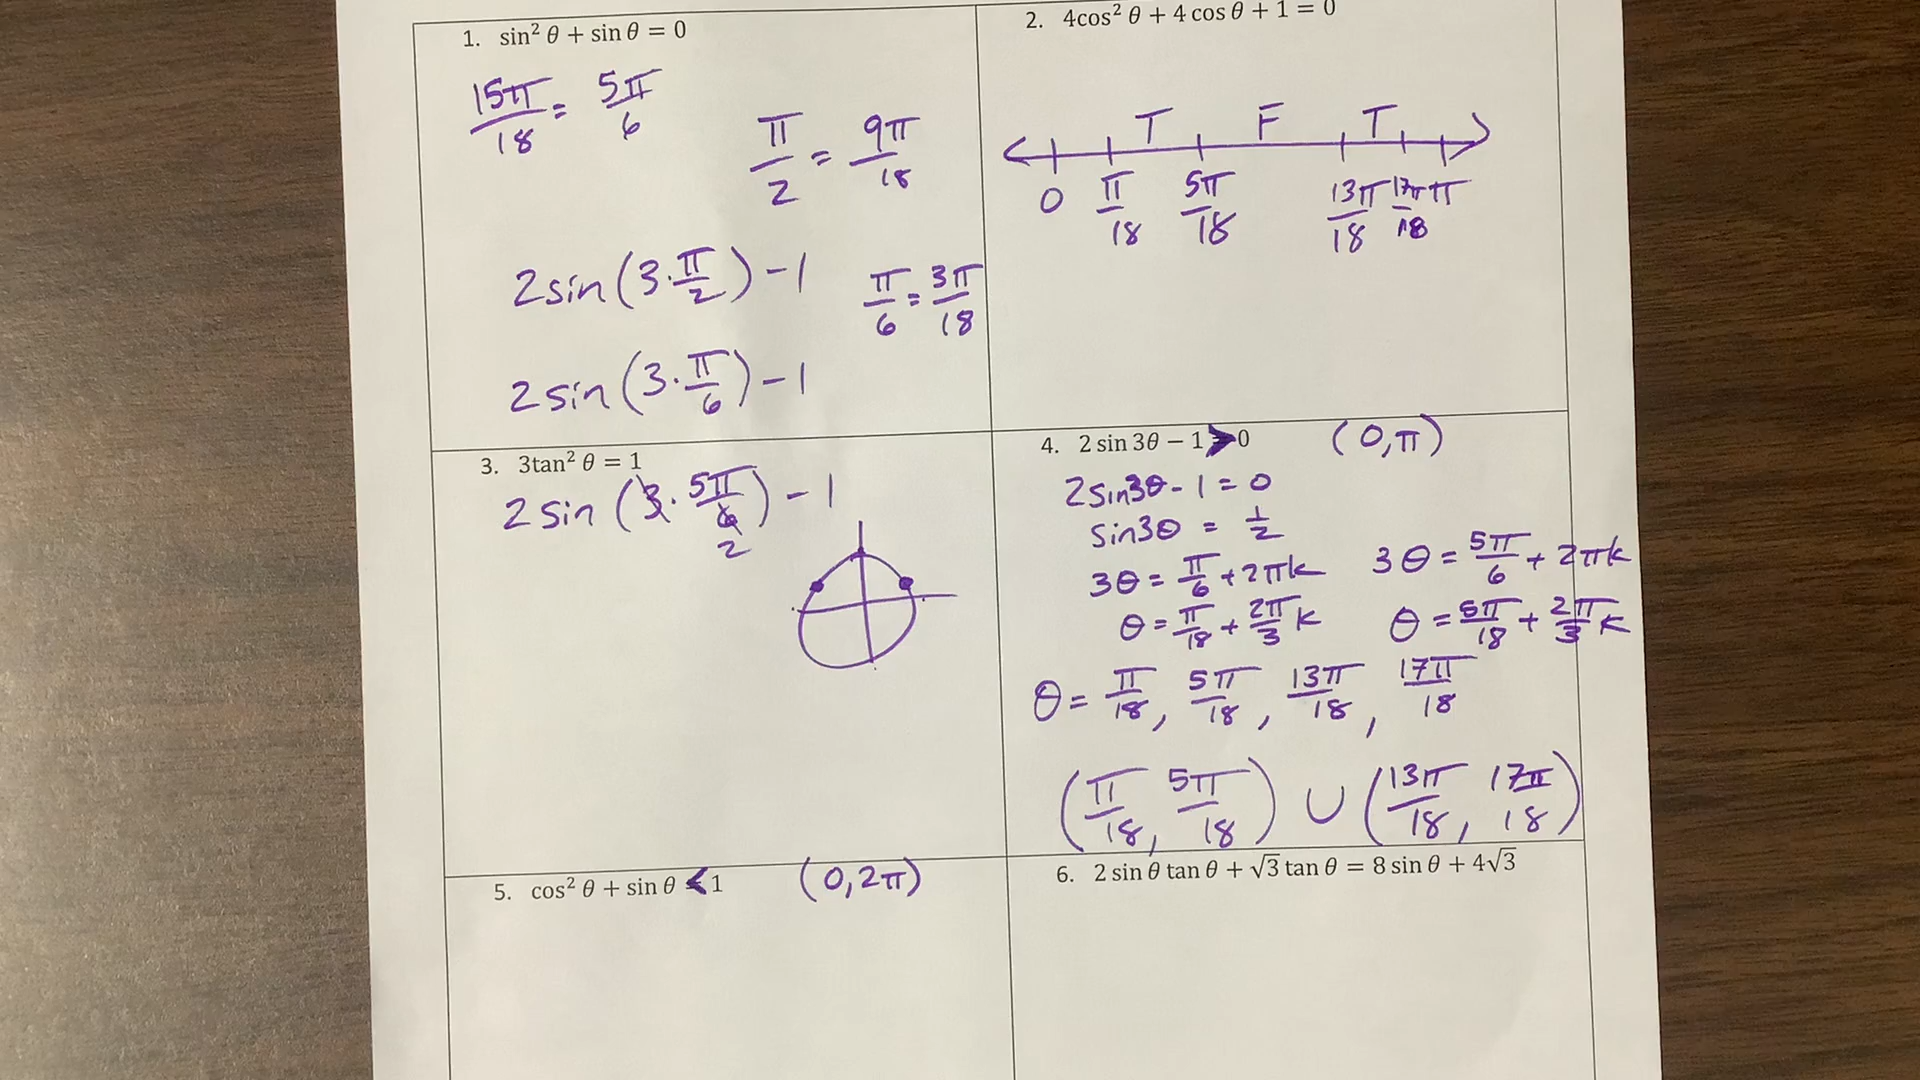 1. sin² θ + sin θ = 0
15π/18 = 5π/6
π/2 = 9π/18
2sin(3·π/2) - 1
π/6 = 3π/18
2sin(3·π/6) - 1
2. 4cos² θ + 4 cos θ + 1 = 0
T F T
0 π/18 5π/18 13π/18 17π/18 π
3. 3tan² θ = 1
2sin(3·5π/6) - 1
2
4. 2 sin 3θ − 1 > 0 (0,π)
2sin3θ - 1 = 0
sin3θ = 1/2
3θ = π/6 + 2πk 3θ = 5π/6 + 2πk
θ = π/18 + 2π/3 k θ = 5π/18 + 2π/3 k
θ = π/18, 5π/18, 13π/18, 17π/18
(π/18, 5π/18) ∪ (13π/18, 17π/18)
5. cos² θ + sin θ < 1 (0,2π)
6. 2 sin θ tan θ + √3 tan θ = 8 sin θ + 4√3